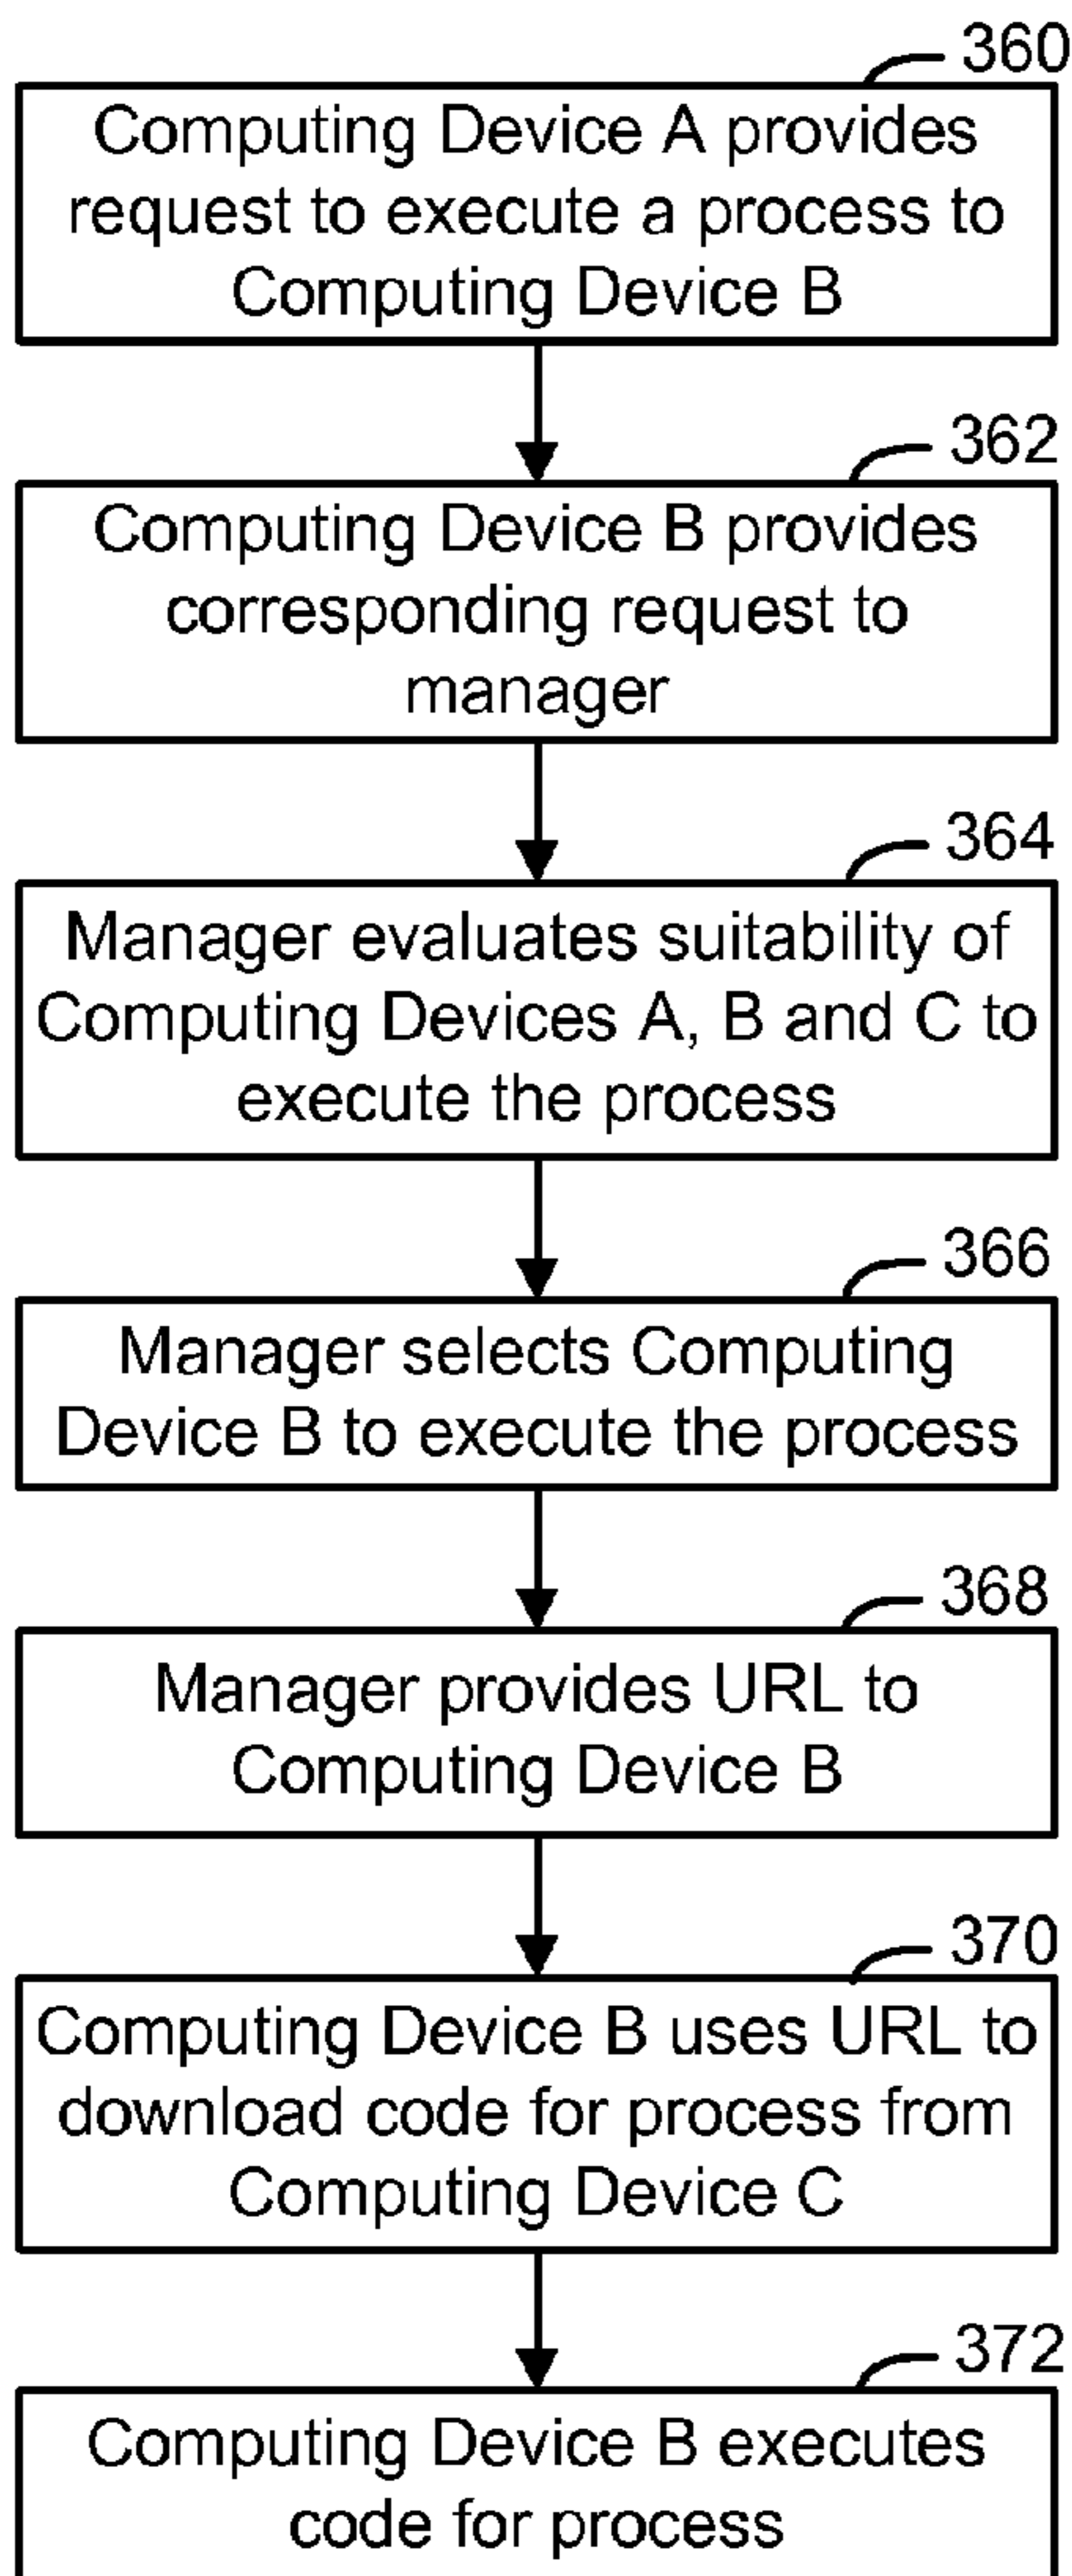 360
Computing Device A provides
request to execute a process to
Computing Device B
362
Computing Device B provides
corresponding request to
manager
364
Manager evaluates suitability of
Computing Devices A, B and C to
execute the process
366
Manager selects Computing
Device B to execute the process
368
Manager provides URL to
Computing Device B
370
Computing Device B uses URL to
download code for process from
Computing Device C
372
Computing Device B executes
code for process